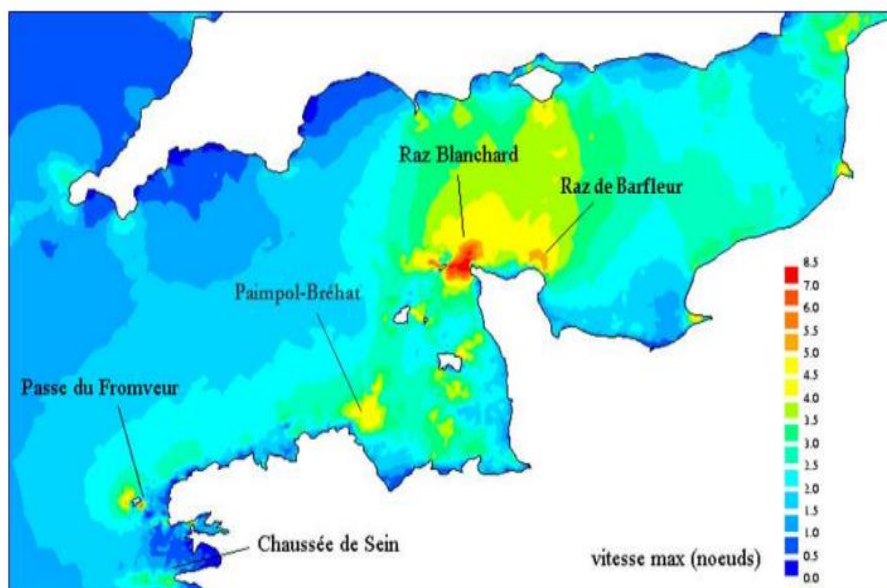 Raz Blanchard
Raz de Barfleur
Paimpol-Bréhat
Passe du Fromveur
Chaussée de Sein
vitesse max (noeuds)
8.5
7.0
6.0
5.5
5.0
4.5
4.0
3.5
3.0
2.5
2.0
1.5
1.0
0.5
0.0